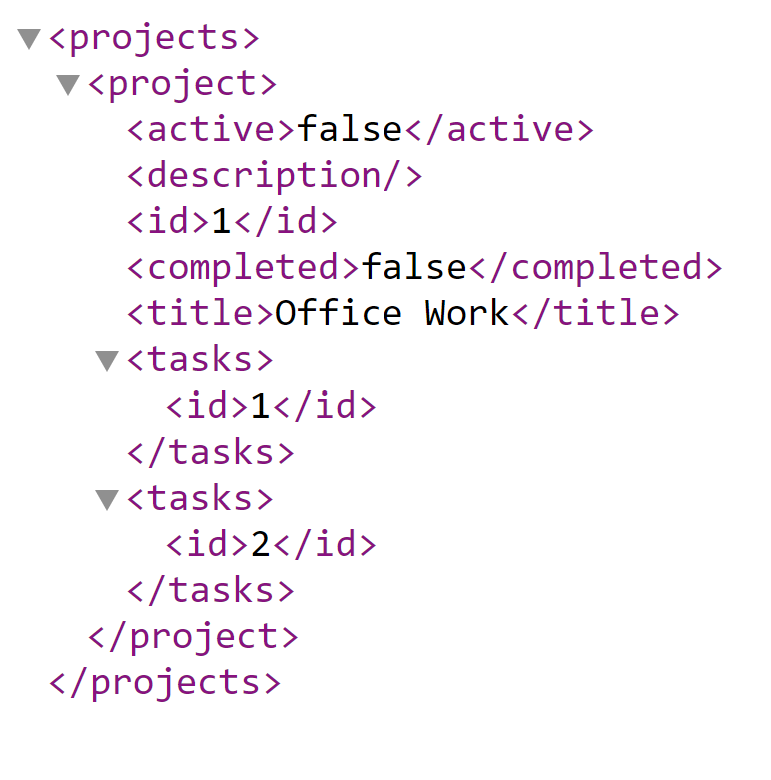 <projects>
<project>
<active>false</active>
<description/>
<id>1</id>
<completed>false</completed>
<title>Office Work</title>
<tasks>
<id>1</id>
</tasks>
<tasks>
<id>2</id>
</tasks>
</project>
</projects>